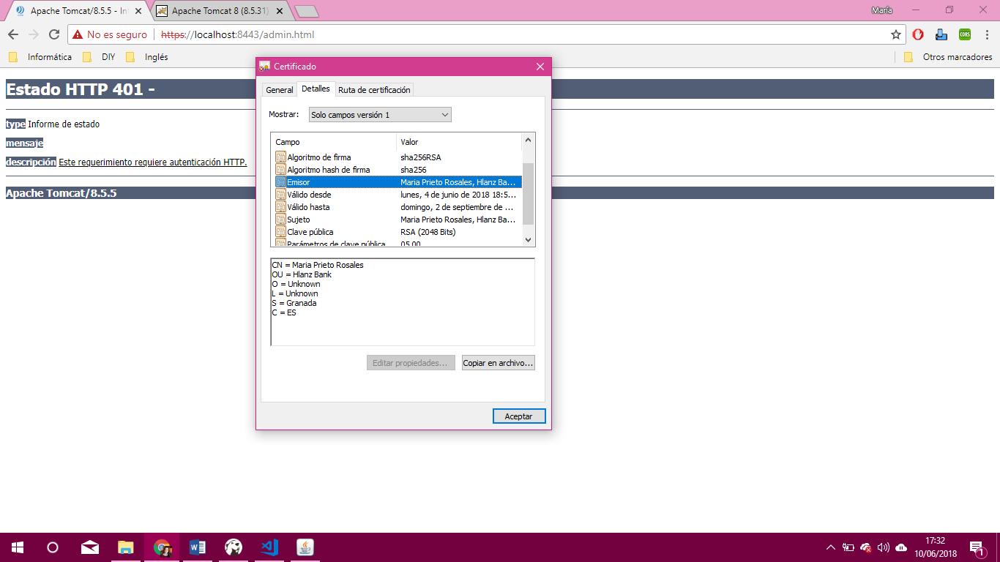 Apache Tomcat/8.5.5 - In
Apache Tomcat 8 (8.5.31)
María
No es seguro
https://localhost:8443/admin.html
CORS
Informática
DIY
Inglés
Otros marcadores
Estado HTTP 401 -
type Informe de estado
mensaje
descripción Este requerimiento requiere autenticación HTTP.
Apache Tomcat/8.5.5
Certificado
General
Detalles
Ruta de certificación
Mostrar:
Solo campos versión 1
Campo Valor
Algoritmo de firma sha256RSA
Algoritmo hash de firma sha256
Emisor Maria Prieto Rosales, Hlanz Ba...
Válido desde lunes, 4 de junio de 2018 18:5...
Válido hasta domingo, 2 de septiembre de ...
Sujeto Maria Prieto Rosales, Hlanz Ba...
Clave pública RSA (2048 Bits)
Parámetros de clave pública 05 00
CN = Maria Prieto Rosales
OU = Hlanz Bank
O = Unknown
L = Unknown
S = Granada
C = ES
Editar propiedades...
Copiar en archivo...
Aceptar
17:32
10/06/2018
1